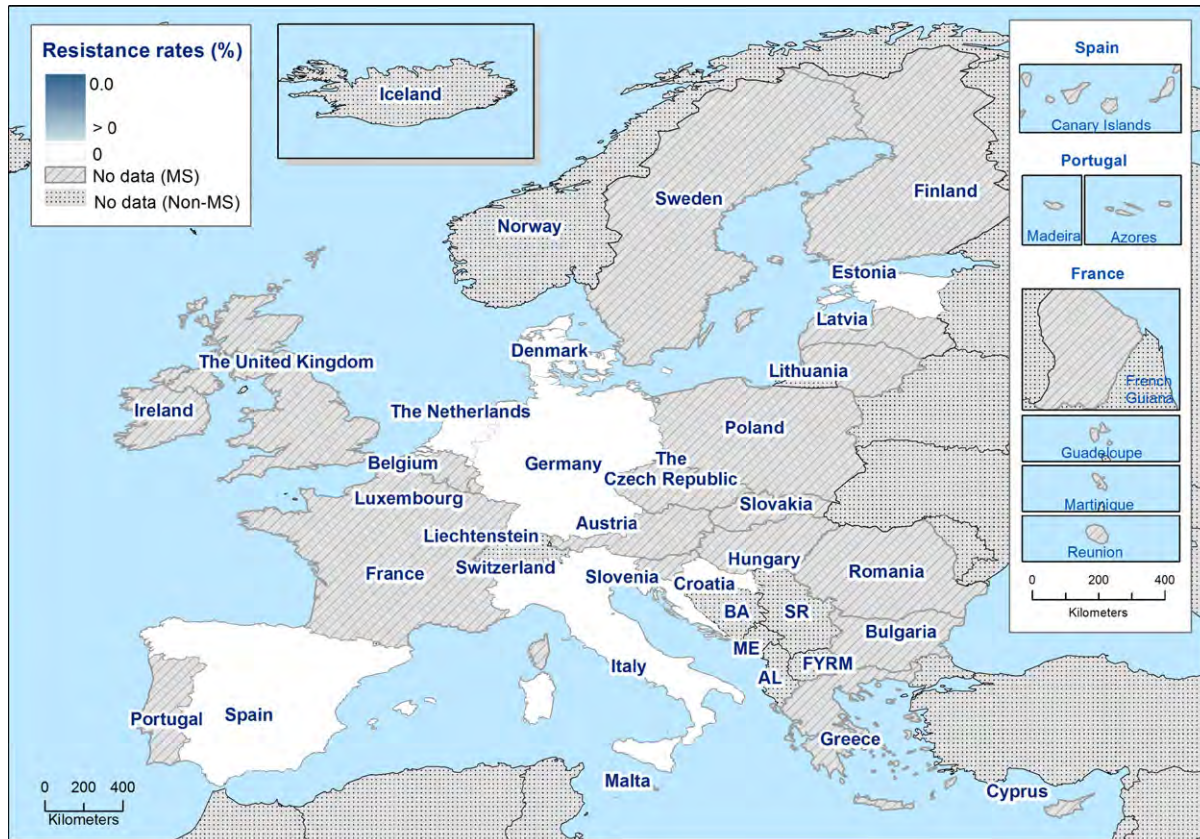 Resistance rates (%)
0.0
> 0
0
No data (MS)
No data (Non-MS)
Iceland
Norway
Sweden
Finland
Estonia
Latvia
Lithuania
Denmark
The United Kingdom
Ireland
The Netherlands
Belgium
Luxembourg
Germany
Poland
The
Czech Republic
Slovakia
Austria
Liechtenstein
Switzerland
France
Slovenia
Croatia
Hungary
Romania
BA
SR
Bulgaria
ME
FYRM
AL
Italy
Portugal
Spain
Greece
Malta
Cyprus
0 200 400
Kilometers
Spain
Canary Islands
Portugal
Madeira
Azores
France
French
Guiana
Guadeloupe
Martinique
Reunion
0 200 400
Kilometers